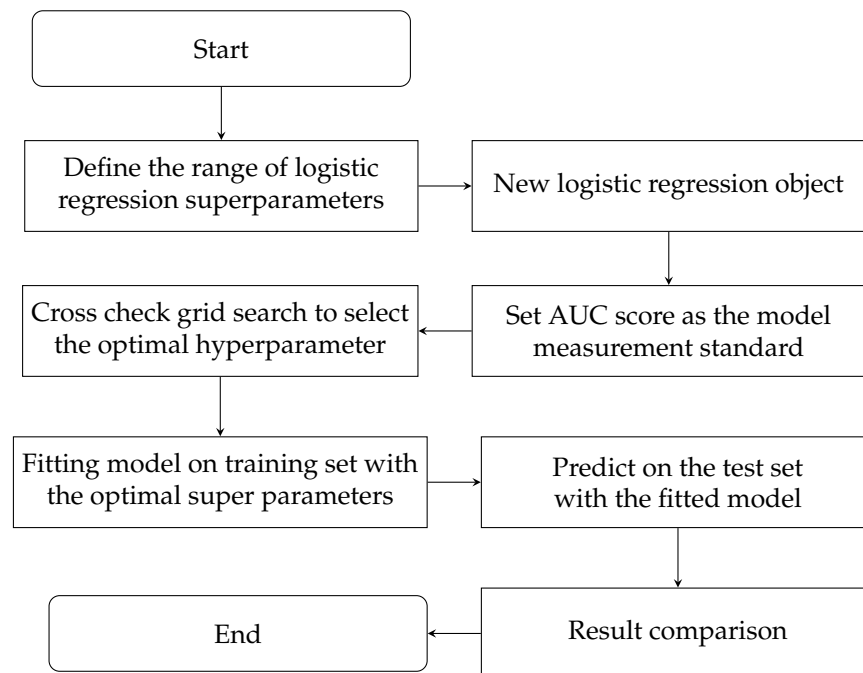 Start
Define the range of logistic
regression superparameters
New logistic regression object
Set AUC score as the model
measurement standard
Cross check grid search to select
the optimal hyperparameter
Fitting model on training set with
the optimal super parameters
Predict on the test set
with the fitted model
Result comparison
End